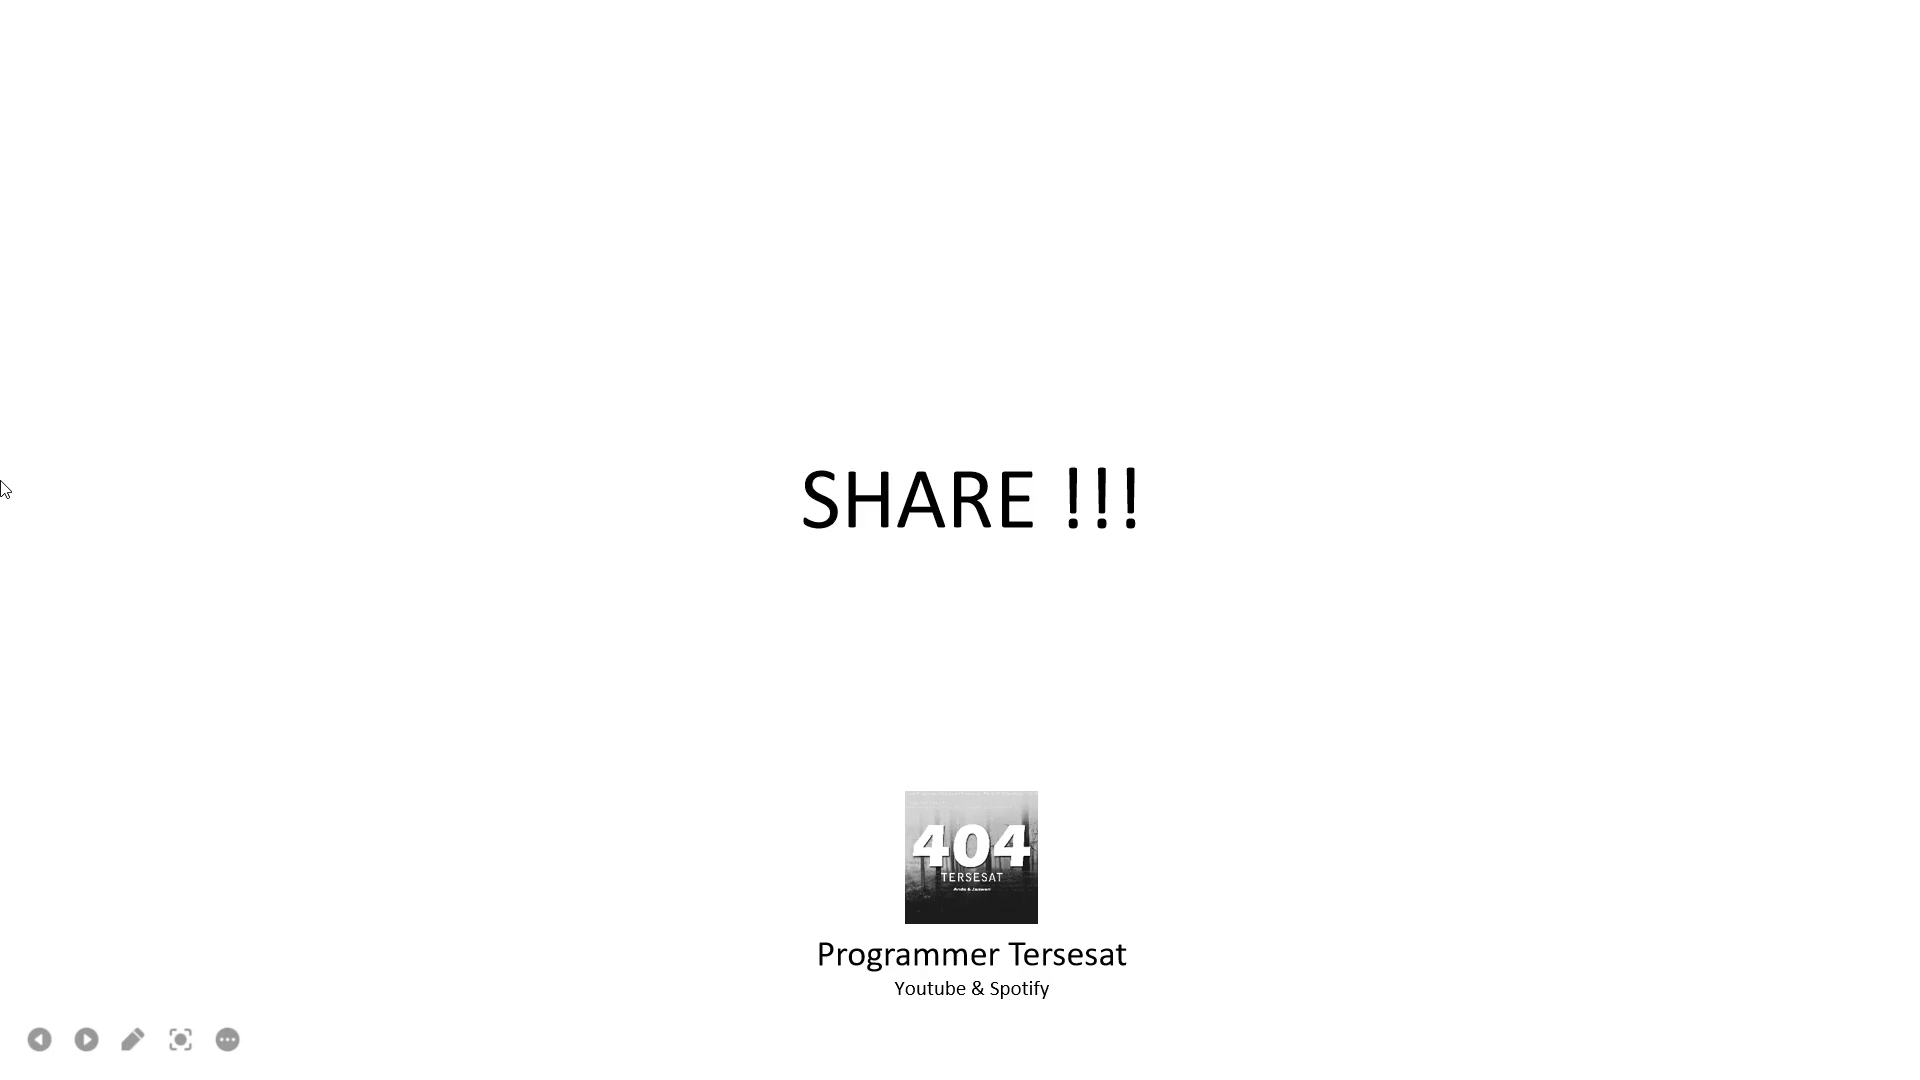 SHARE !!!
404
TERSESAT
Programmer Tersesat
Youtube & Spotify